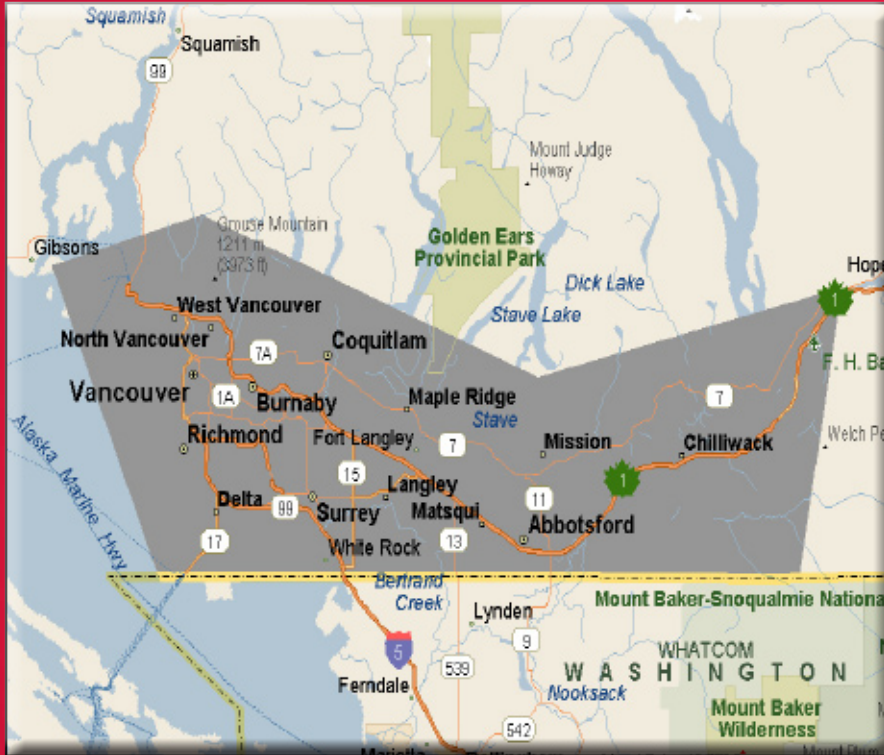 Squamish
Squamish
99
Mount Judge
Howay
Grouse Mountain
1211 m
(3973 ft)
Gibsons
Golden Ears
Provincial Park
Hope
Dick Lake
1
West Vancouver
Stave Lake
North Vancouver
Coquitlam
7A
F. H. Ba
Vancouver
1A
Burnaby
Maple Ridge
7
Stave
Richmond
Fort Langley
7
Mission
Chilliwack
Welch Pe
Alaska Marine Hwy
15
Langley
1
Delta
99
Surrey
Matsqui
11
Abbotsford
17
White Rock
13
Bertrand
Creek
Lynden
Mount Baker-Snoqualmie Nationa
9
WHATCOM
5
539
WASHINGTON
Ferndale
Nooksack
Mount Baker
Wilderness
542